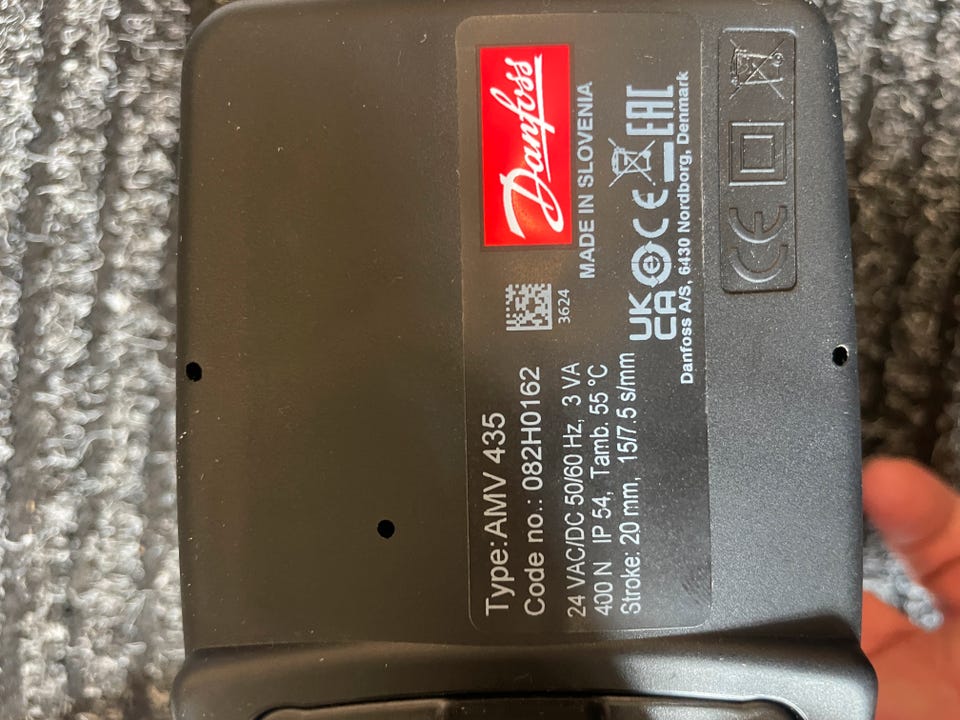 Danfoss
MADE IN SLOVENIA
3624
Type:AMV 435
Code no.: 082H0162
24 VAC/DC 50/60 Hz, 3 VA
400 N IP 54, Tamb. 55 °C
Stroke: 20 mm, 15/7.5 s/mm
UK
CA CE EAC
Danfoss A/S, 6430 Nordborg, Denmark
CE